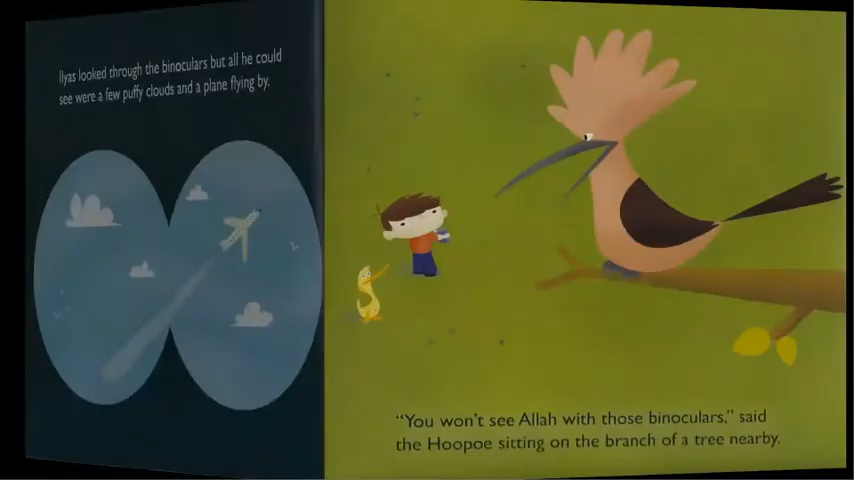 Ilyas looked through the binoculars but all he could
see were a few puffy clouds and a plane flying by.
“You won’t see Allah with those binoculars,” said
the Hoopoe sitting on the branch of a tree nearby.